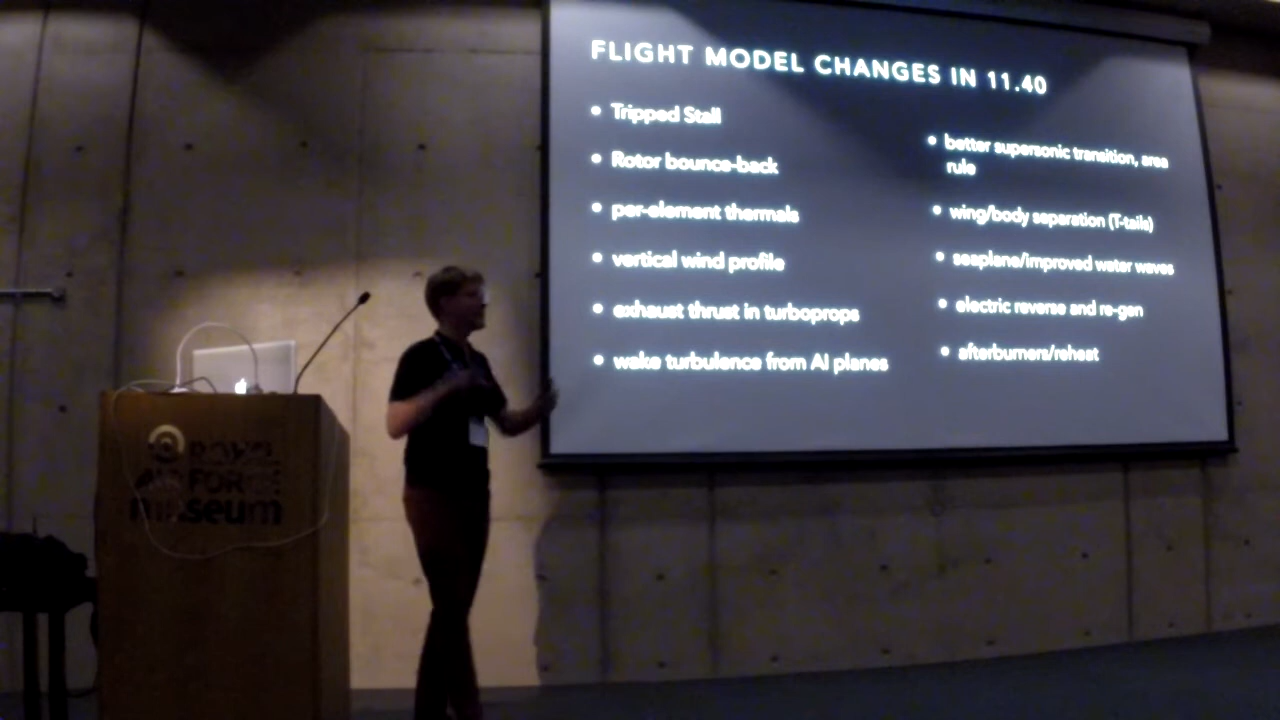 FLIGHT MODEL CHANGES IN 11.40
• Tripped Stall
• Rotor bounce-back
• per-element thermals
• vertical wind profile
• exhaust thrust in turboprops
• wake turbulence from AI planes
• better supersonic transition, area
rule
• wing/body separation (T-tails)
• seaplane/improved water waves
• electric reverse and re-gen
• afterburners/reheat
ROYAL
AIR FORCE
museum